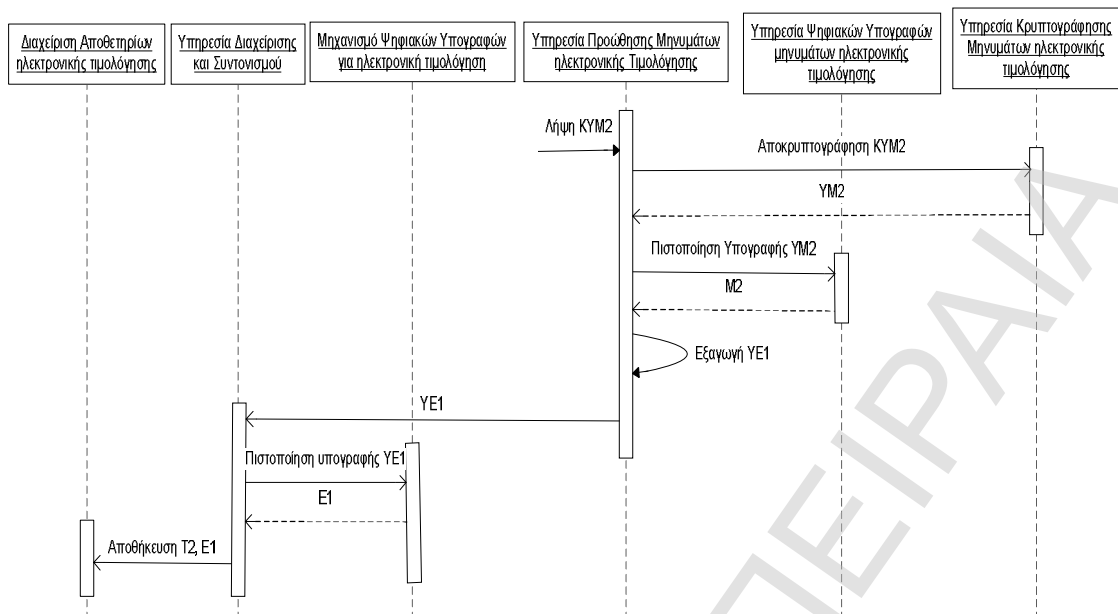 Διαχείριση Αποθετηρίων
ηλεκτρονικής τιμολόγησης
Υπηρεσία Διαχείρισης
και Συντονισμού
Μηχανισμό Ψηφιακών Υπογραφών
για ηλεκτρονική τιμολόγηση
Υπηρεσία Προώθησης Μηνυμάτων
ηλεκτρονικής Τιμολόγησης
Υπηρεσία Ψηφιακών Υπογραφών
μηνυμάτων ηλεκτρονικής
τιμολόγησης
Υπηρεσία Κρυπτογράφησης
Μηνυμάτων ηλεκτρονικής
τιμολόγησης
Λήψη ΚΥΜ2
Αποκρυπτογράφηση ΚΥΜ2
ΥΜ2
Πιστοποίηση Υπογραφής ΥΜ2
Μ2
Εξαγωγή ΥΕ1
ΥΕ1
Πιστοποίηση υπογραφής ΥΕ1
Ε1
Αποθήκευση Τ2, Ε1
ΠΕΙΡΑΙΑ